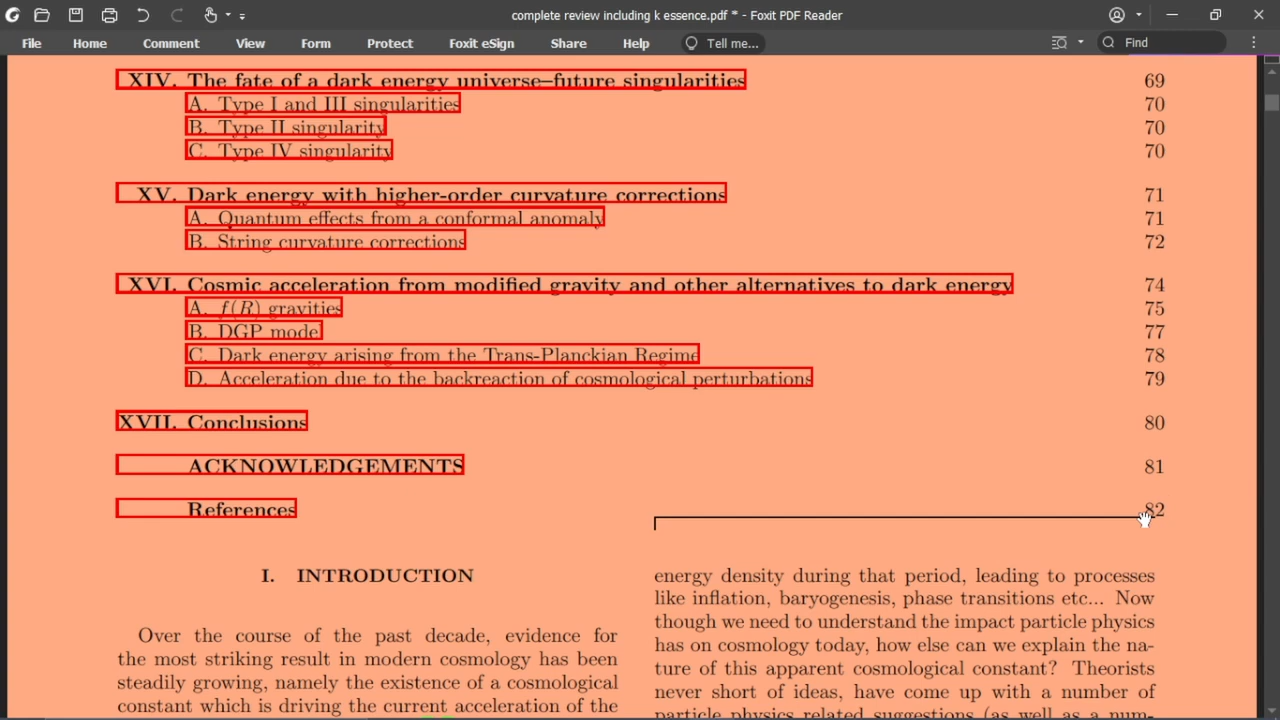 complete review including k essence.pdf * - Foxit PDF Reader
File Home Comment View Form Protect Foxit eSign Share Help Tell me... Find
XIV. The fate of a dark energy universe–future singularities 69
A. Type I and III singularities 70
B. Type II singularity 70
C. Type IV singularity 70
XV. Dark energy with higher-order curvature corrections 71
A. Quantum effects from a conformal anomaly 71
B. String curvature corrections 72
XVI. Cosmic acceleration from modified gravity and other alternatives to dark energy 74
A. f(R) gravities 75
B. DGP model 77
C. Dark energy arising from the Trans-Planckian Regime 78
D. Acceleration due to the backreaction of cosmological perturbations 79
XVII. Conclusions 80
ACKNOWLEDGEMENTS 81
References 82
I. INTRODUCTION
Over the course of the past decade, evidence for
the most striking result in modern cosmology has been
steadily growing, namely the existence of a cosmological
constant which is driving the current acceleration of the
energy density during that period, leading to processes
like inflation, baryogenesis, phase transitions etc... Now
though we need to understand the impact particle physics
has on cosmology today, how else can we explain the na-
ture of this apparent cosmological constant? Theorists
never short of ideas, have come up with a number of
particle physics related suggestions (as well as a num-